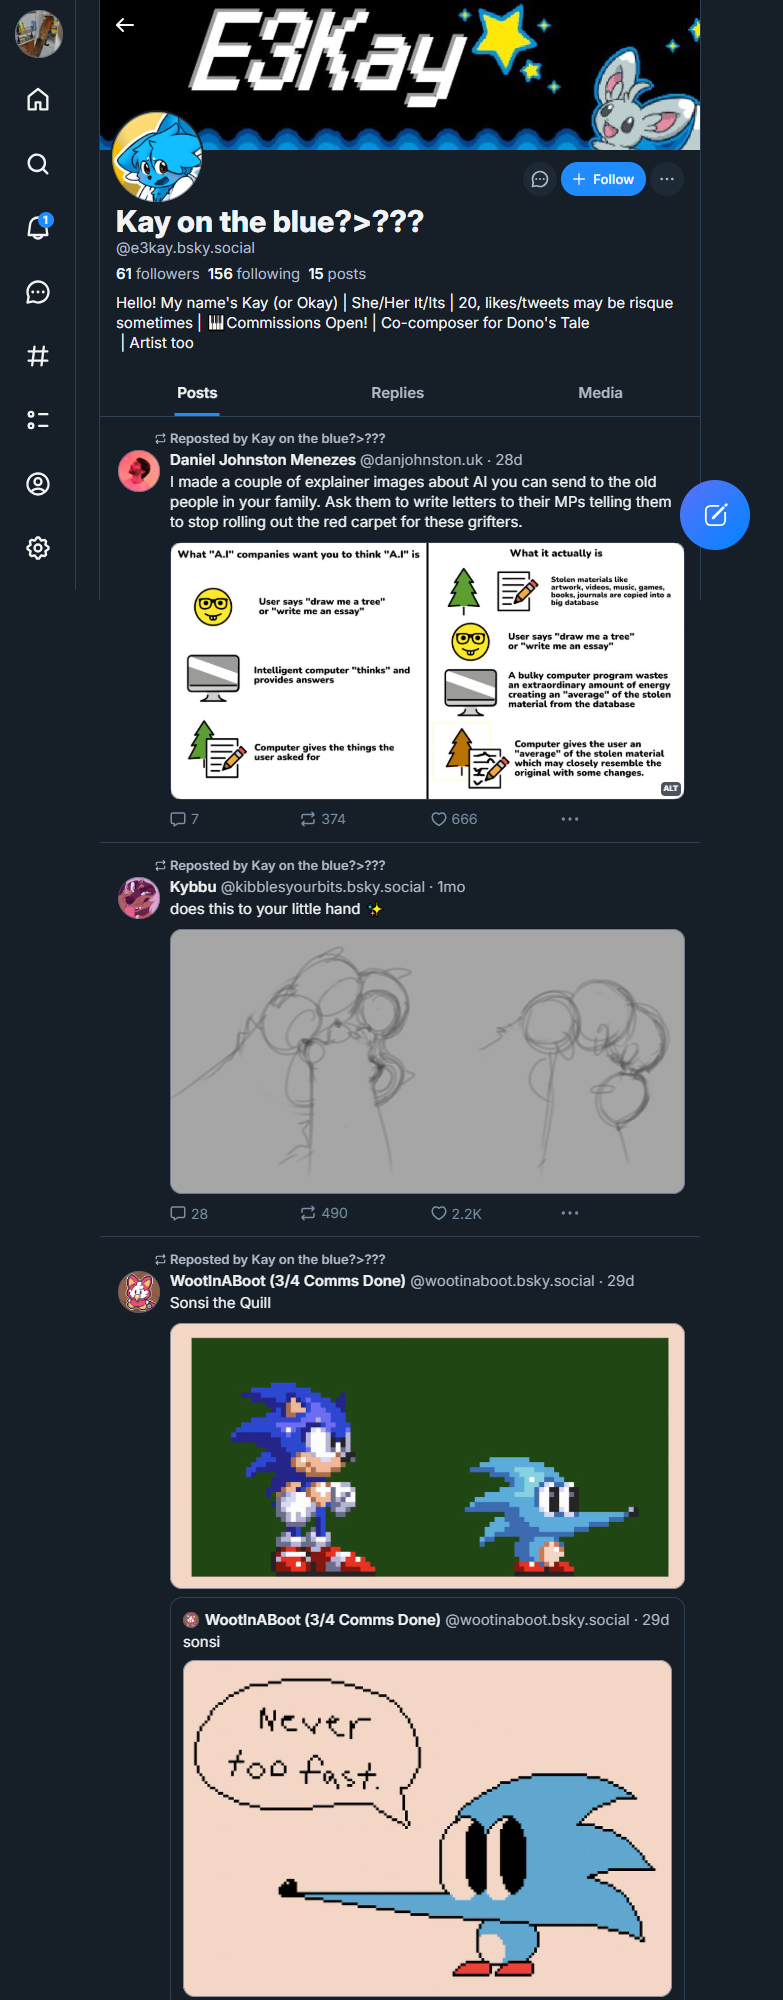 E3Kay
1
Follow
Kay on the blue?>???
@e3kay.bsky.social
61 followers 156 following 15 posts
Hello! My name's Kay (or Okay) | She/Her It/Its | 20, likes/tweets may be risque
sometimes | 🎹Commissions Open! | Co-composer for Dono's Tale
| Artist too
Posts
Replies
Media
Reposted by Kay on the blue?>???
Daniel Johnston Menezes @danjohnston.uk · 28d
I made a couple of explainer images about AI you can send to the old
people in your family. Ask them to write letters to their MPs telling them
to stop rolling out the red carpet for these grifters.
What "A.I" companies want you to think "A.I" is
User says "draw me a tree"
or "write me an essay"
Intelligent computer "thinks" and
provides answers
Computer gives the things the
user asked for
What it actually is
Stolen materials like
artwork, videos, music, games,
books, journals are copied into a
big database
User says "draw me a tree"
or "write me an essay"
A bulky computer program wastes
an extraordinary amount of energy
creating an "average" of the stolen
material from the database
Computer gives the user an
"average" of the stolen material
which may closely resemble the
original with some changes.
ALT
7
374
666
Reposted by Kay on the blue?>???
Kybbu @kibblesyourbits.bsky.social · 1mo
does this to your little hand ✨
28
490
2.2K
Reposted by Kay on the blue?>???
WootInABoot (3/4 Comms Done) @wootinaboot.bsky.social · 29d
Sonsi the Quill
WootInABoot (3/4 Comms Done) @wootinaboot.bsky.social · 29d
sonsi
Never
too fast.